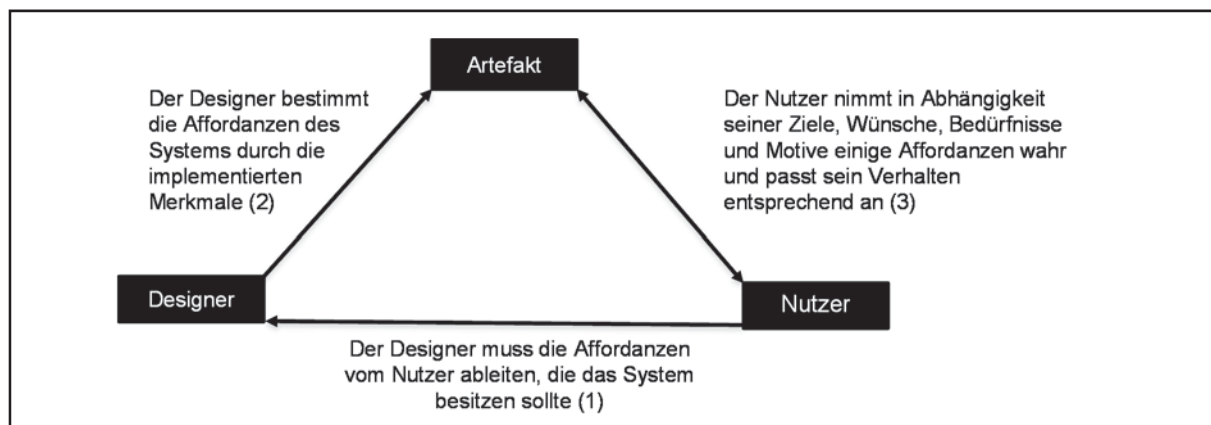 Artefakt
Der Designer bestimmt
die Affordanzen des
Systems durch die
implementierten
Merkmale (2)
Der Nutzer nimmt in Abhängigkeit
seiner Ziele, Wünsche, Bedürfnisse
und Motive einige Affordanzen wahr
und passt sein Verhalten
entsprechend an (3)
Designer
Nutzer
Der Designer muss die Affordanzen
vom Nutzer ableiten, die das System
besitzen sollte (1)